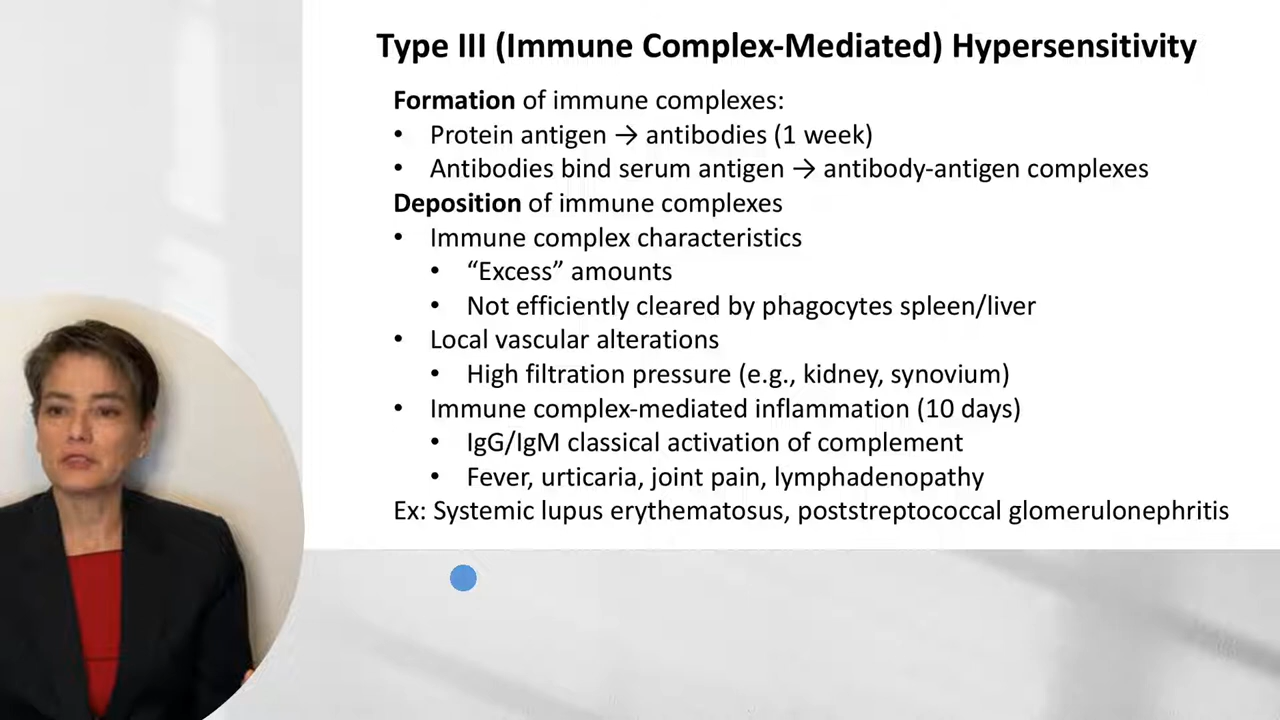 Type III (Immune Complex-Mediated) Hypersensitivity
Formation of immune complexes:
• Protein antigen → antibodies (1 week)
• Antibodies bind serum antigen → antibody-antigen complexes
Deposition of immune complexes
• Immune complex characteristics
• “Excess” amounts
• Not efficiently cleared by phagocytes spleen/liver
• Local vascular alterations
• High filtration pressure (e.g., kidney, synovium)
• Immune complex-mediated inflammation (10 days)
• IgG/IgM classical activation of complement
• Fever, urticaria, joint pain, lymphadenopathy
Ex: Systemic lupus erythematosus, poststreptococcal glomerulonephritis